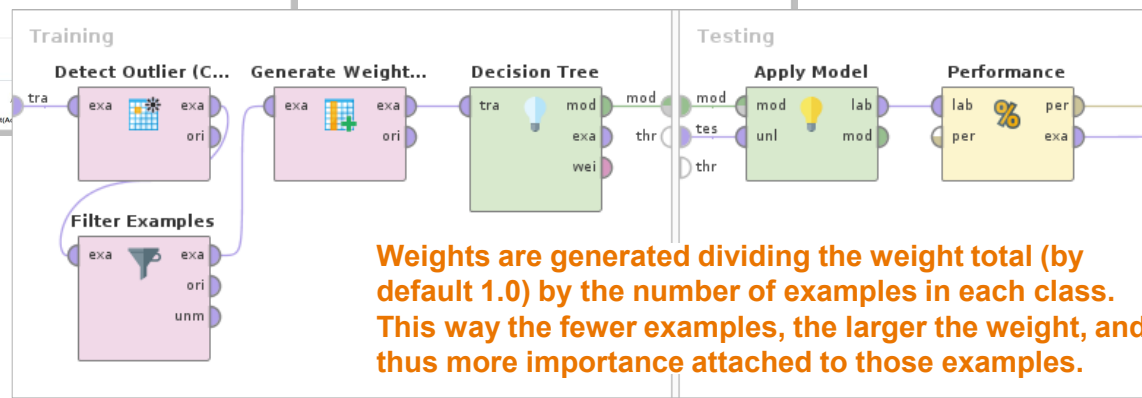 Training
Testing
Detect Outlier (C...
Generate Weight...
Decision Tree
Apply Model
Performance
tra
exa
exa
ori
exa
exa
ori
tra
mod
exa
wei
mod
thr
mod
tes
thr
mod
unl
lab
mod
lab
per
per
exa
Filter Examples
exa
exa
ori
unm
Weights are generated dividing the weight total (by
default 1.0) by the number of examples in each class.
This way the fewer examples, the larger the weight, and
thus more importance attached to those examples.